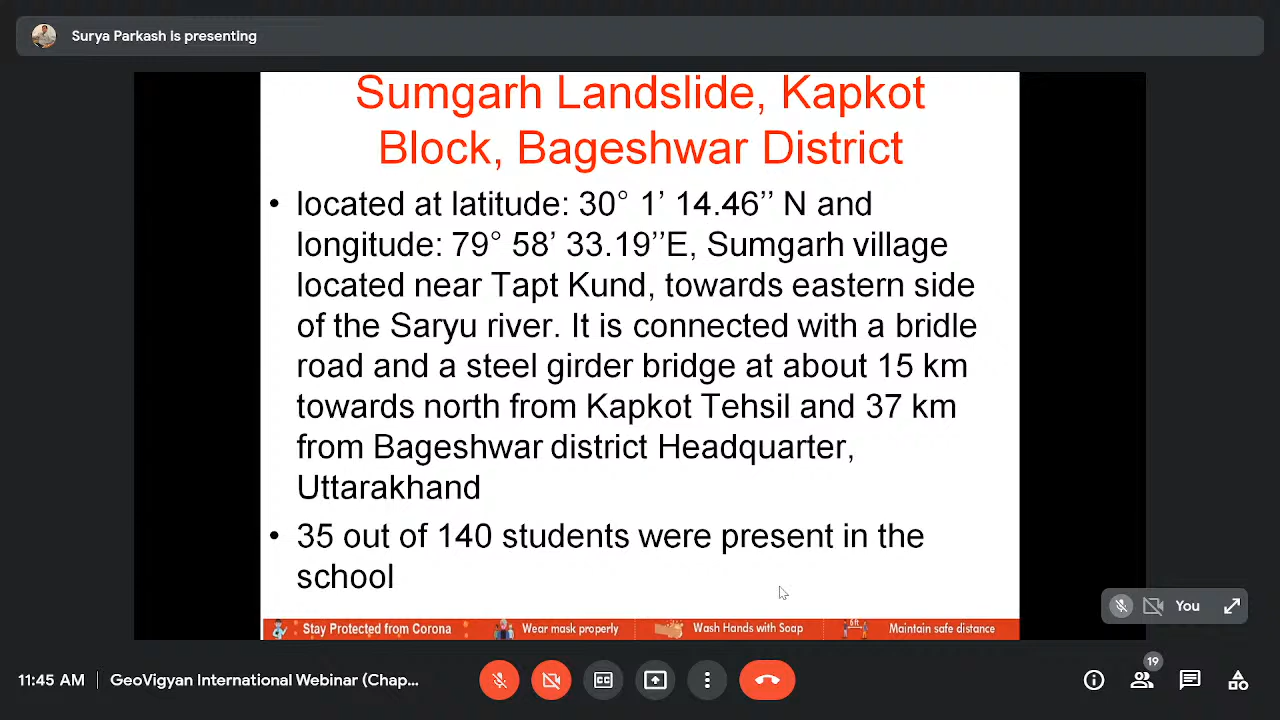 Surya Parkash is presenting
Sumgarh Landslide, Kapkot
Block, Bageshwar District
• located at latitude: 30° 1’ 14.46’’ N and
longitude: 79° 58’ 33.19’’E, Sumgarh village
located near Tapt Kund, towards eastern side
of the Saryu river. It is connected with a bridle
road and a steel girder bridge at about 15 km
towards north from Kapkot Tehsil and 37 km
from Bageshwar district Headquarter,
Uttarakhand
• 35 out of 140 students were present in the
school
Stay Protected from Corona Wear mask properly Wash Hands with Soap 6ft Maintain safe distance
You
11:45 AM | GeoVigyan International Webinar (Chap...
19